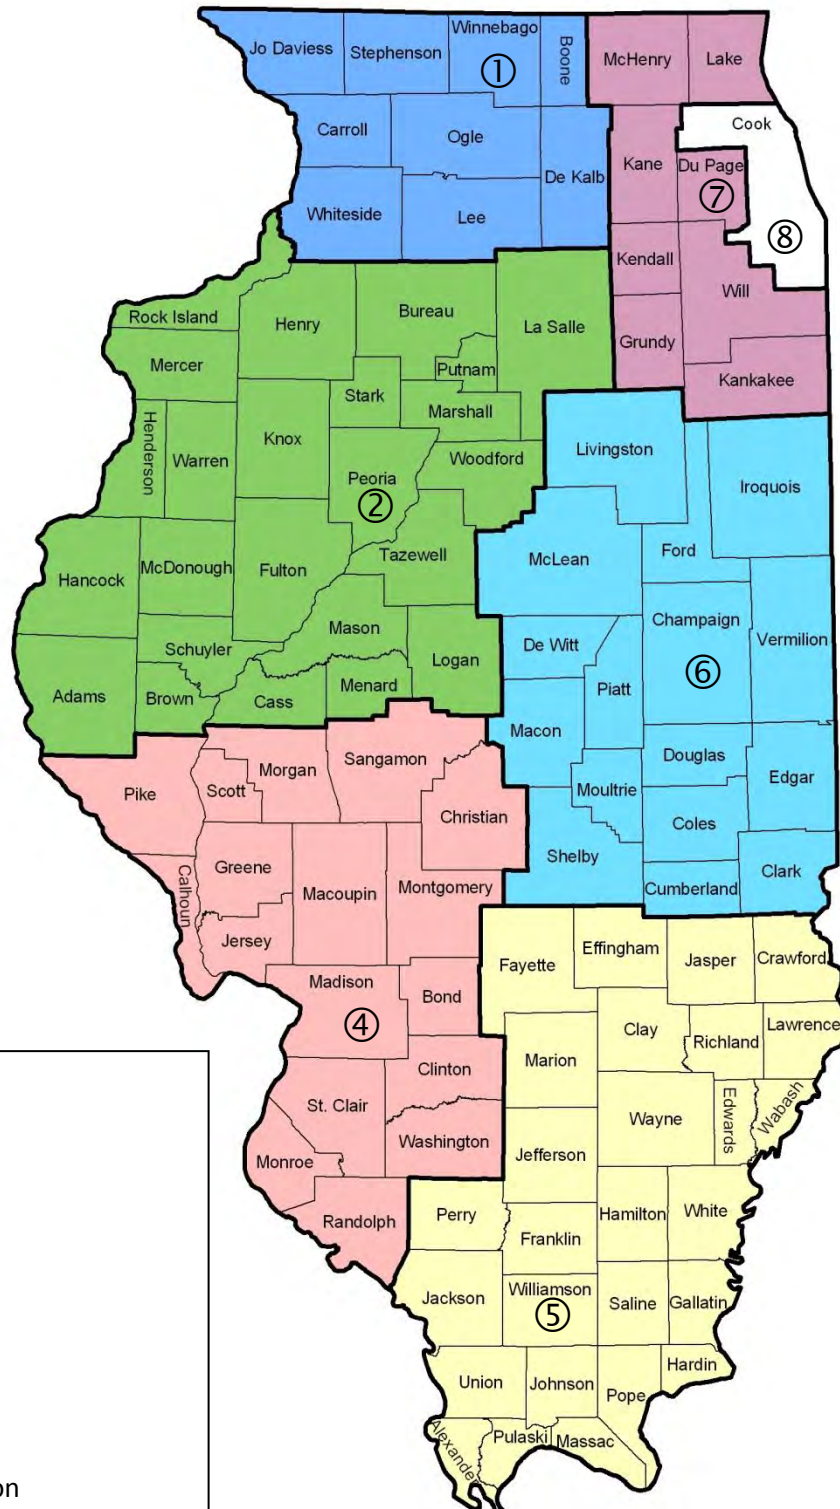 Jo Daviess
Stephenson
Winnebago
Boone
①
McHenry
Lake
Carroll
Ogle
De Kalb
Cook
Kane
Du Page
⑦
Whiteside
Lee
⑧
Kendall
Will
Rock Island
Henry
Bureau
La Salle
Grundy
Mercer
Putnam
Kankakee
Stark
Marshall
Henderson
Warren
Knox
Peoria
②
Woodford
Livingston
Iroquois
Hancock
McDonough
Fulton
Tazewell
McLean
Ford
Schuyler
Mason
Logan
De Witt
Champaign
⑥
Vermilion
Adams
Brown
Cass
Menard
Piatt
Macon
Pike
Scott
Morgan
Sangamon
Christian
Moultrie
Douglas
Edgar
Calhoun
Greene
Macoupin
Montgomery
Shelby
Coles
Cumberland
Clark
Jersey
Madison
④
Bond
Fayette
Effingham
Jasper
Crawford
Clay
Richland
Lawrence
Marion
St. Clair
Clinton
Washington
Wayne
Edwards
Wabash
Monroe
Jefferson
Randolph
Perry
Franklin
Hamilton
White
Jackson
Williamson
⑤
Saline
Gallatin
Union
Johnson
Pope
Hardin
Alexander
Pulaski
Massac
on